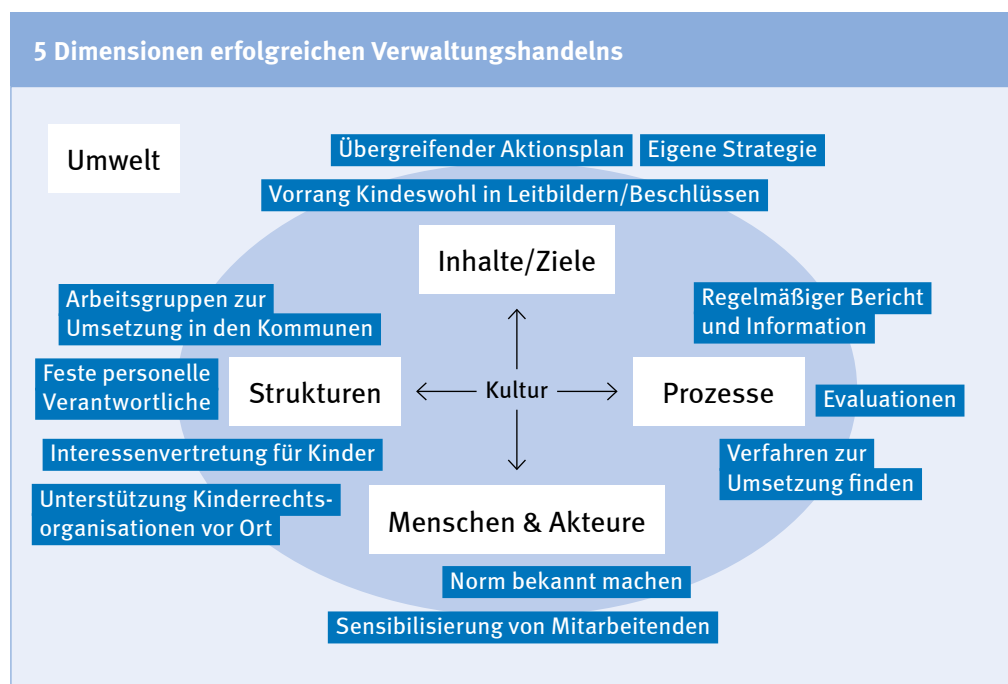 5 Dimensionen erfolgreichen Verwaltungshandelns
Umwelt
Übergreifender Aktionsplan
Eigene Strategie
Vorrang Kindeswohl in Leitbildern/Beschlüssen
Inhalte/Ziele
Arbeitsgruppen zur
Umsetzung in den Kommunen
Regelmäßiger Bericht
und Information
Feste personelle
Verantwortliche
Strukturen
Kultur
Prozesse
Evaluationen
Interessenvertretung für Kinder
Verfahren zur
Umsetzung finden
Unterstützung Kinderrechts-
organisationen vor Ort
Menschen & Akteure
Norm bekannt machen
Sensibilisierung von Mitarbeitenden